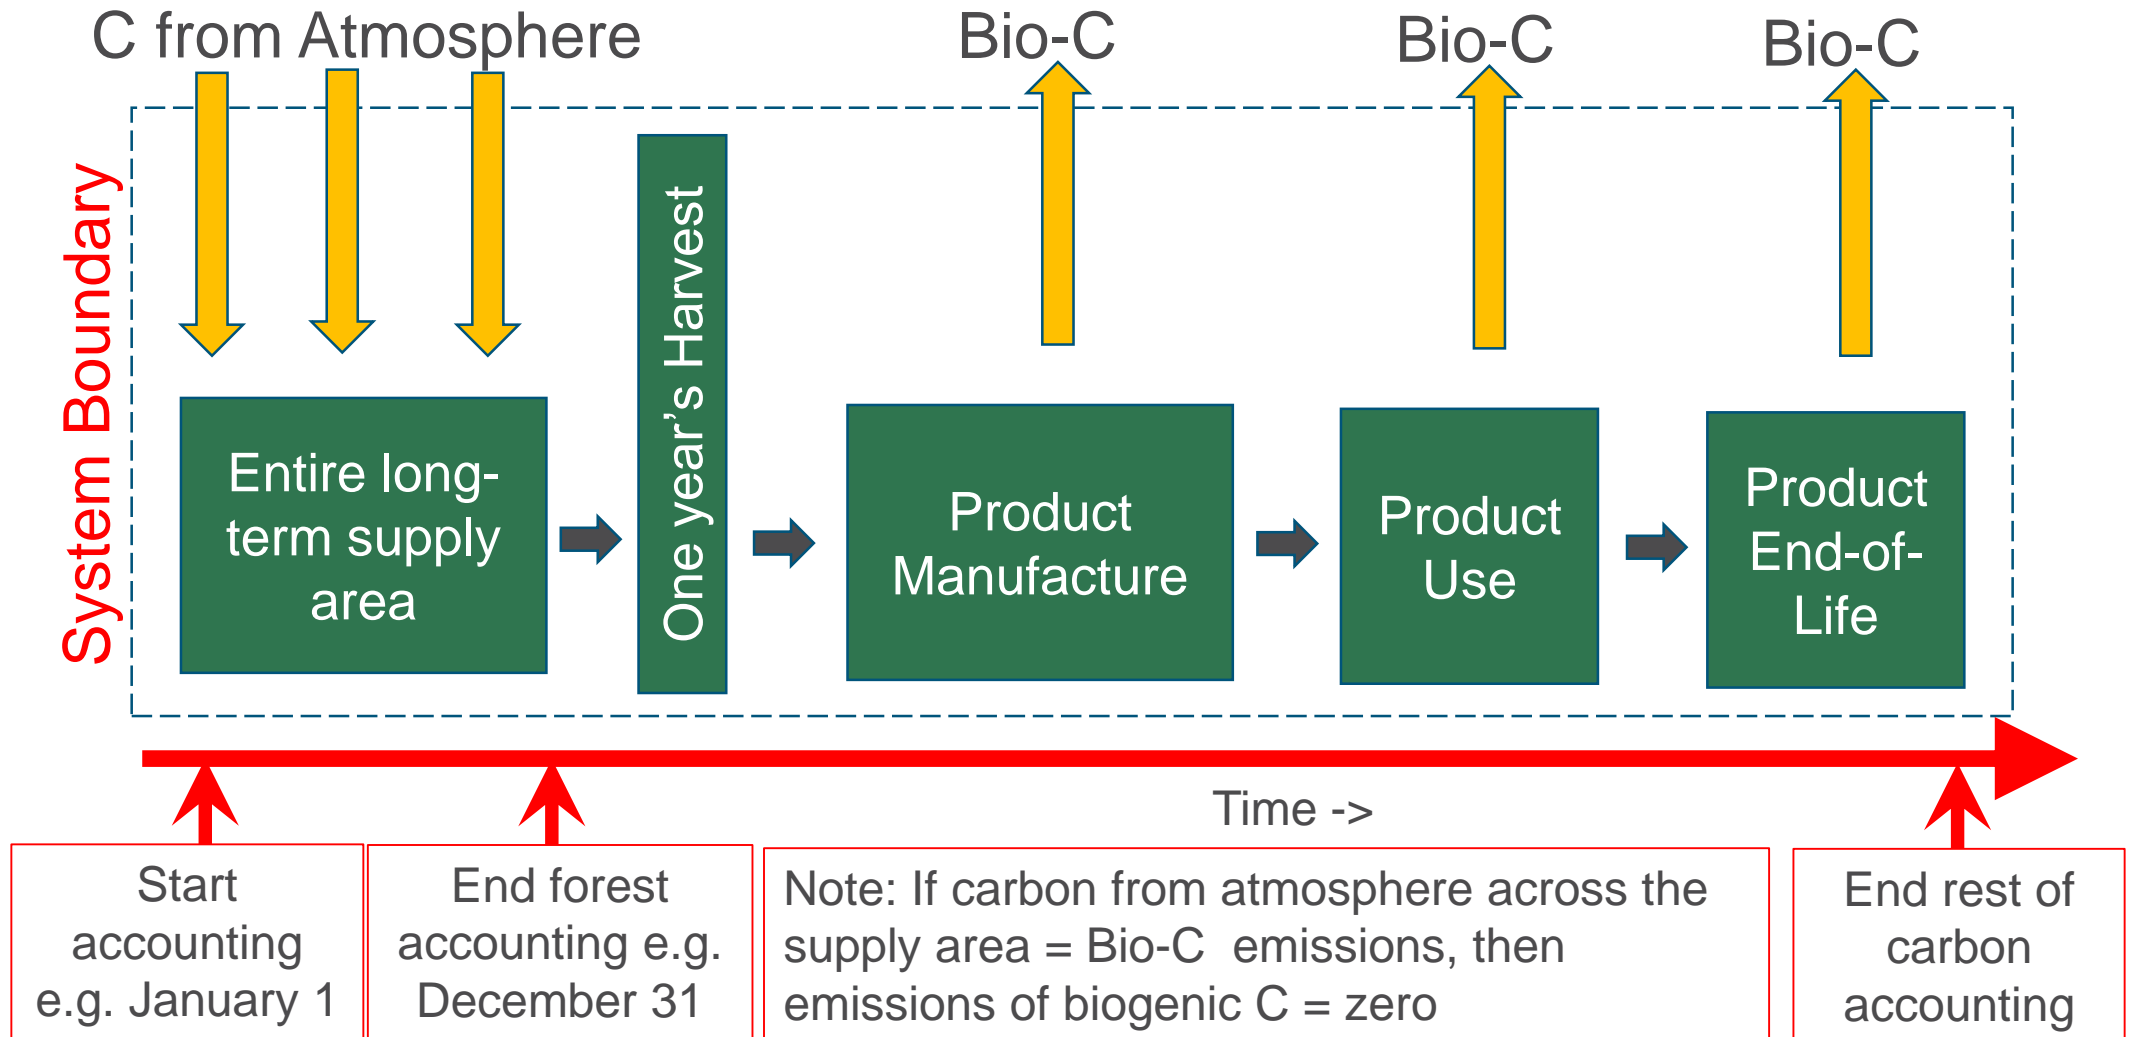 C from Atmosphere
Bio-C
Bio-C
Bio-C
System Boundary
Entire long-
term supply
area
One year’s Harvest
Product
Manufacture
Product
Use
Product
End-of-
Life
Time ->
Start
accounting
e.g. January 1
End forest
accounting e.g.
December 31
Note: If carbon from atmosphere across the
supply area = Bio-C  emissions, then
emissions of biogenic C = zero
End rest of
carbon
accounting